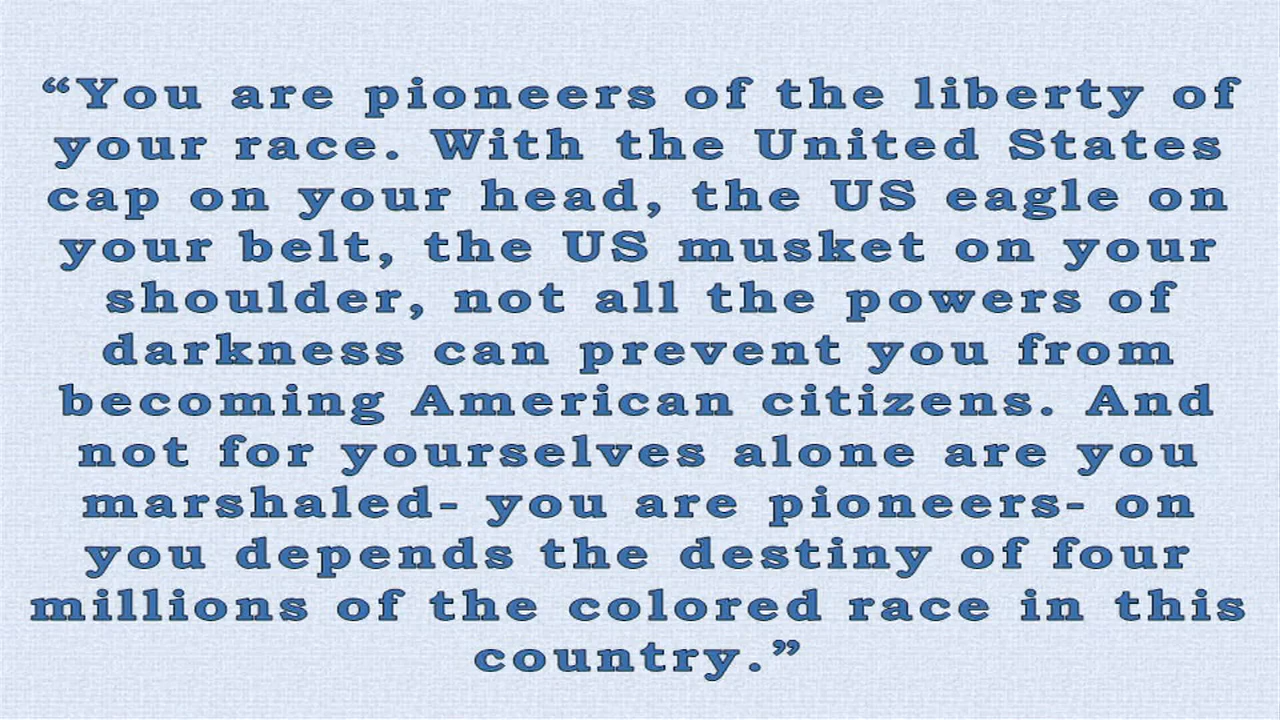 “You are pioneers of the liberty of
your race. With the United States
cap on your head, the US eagle on
your belt, the US musket on your
shoulder, not all the powers of
darkness can prevent you from
becoming American citizens. And
not for yourselves alone are you
marshaled- you are pioneers- on
you depends the destiny of four
millions of the colored race in this
country.”